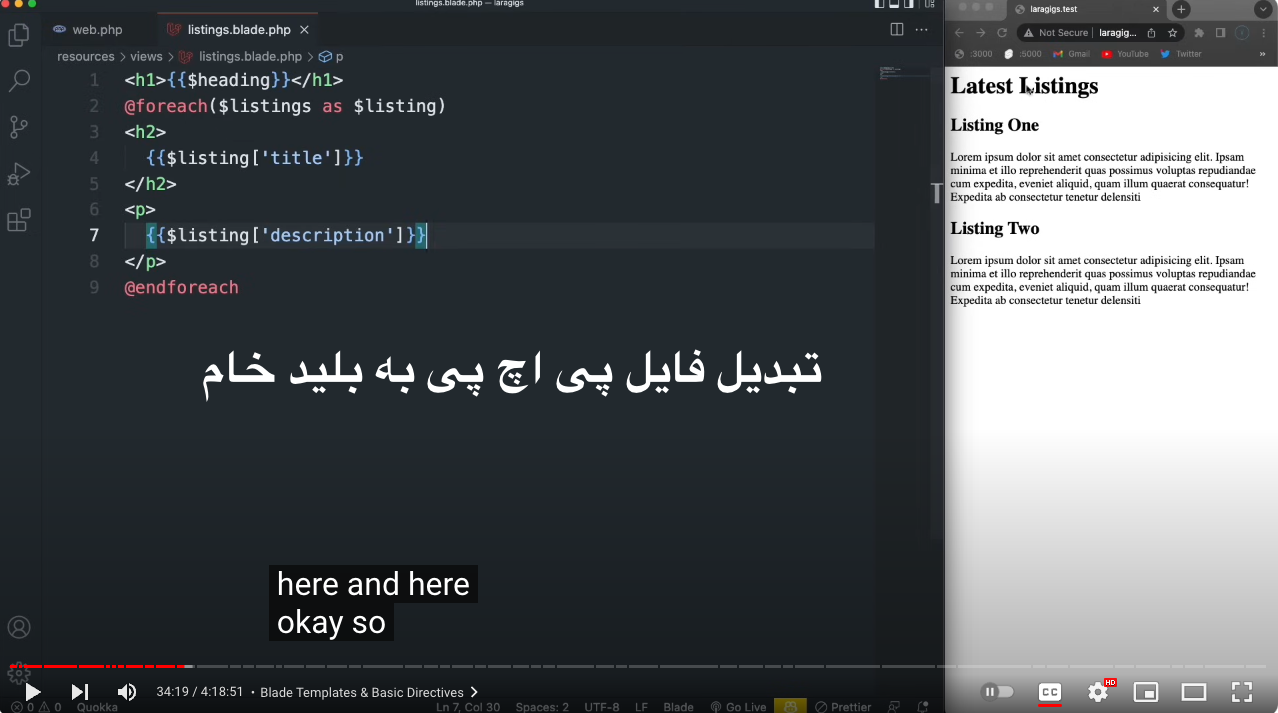 listings.blade.php — laragigs
web.php
listings.blade.php
resources > views > listings.blade.php > p
1 <h1>{{$heading}}</h1>
2 @foreach($listings as $listing)
3 <h2>
4 {{$listing['title']}}
5 </h2>
6 <p>
7 {{$listing['description']}}
8 </p>
9 @endforeach
تبدیل فایل پی اچ پی به بلید خام
here and here
okay so
34:19 / 4:18:51 • Blade Templates & Basic Directives
HD
CC
0 0 Quokka
Ln 7, Col 30 Spaces: 2 UTF-8 LF Blade Go Live Prettier
laragigs.test
Not Secure laragig...
:3000 :5000 Gmail YouTube Twitter »
Latest Listings
Listing One
Lorem ipsum dolor sit amet consectetur adipisicing elit. Ipsam
minima et illo reprehenderit quas possimus voluptas repudiandae
cum expedita, eveniet aliquid, quam illum quaerat consequatur!
Expedita ab consectetur tenetur delensiti
Listing Two
Lorem ipsum dolor sit amet consectetur adipisicing elit. Ipsam
minima et illo reprehenderit quas possimus voluptas repudiandae
cum expedita, eveniet aliquid, quam illum quaerat consequatur!
Expedita ab consectetur tenetur delensiti